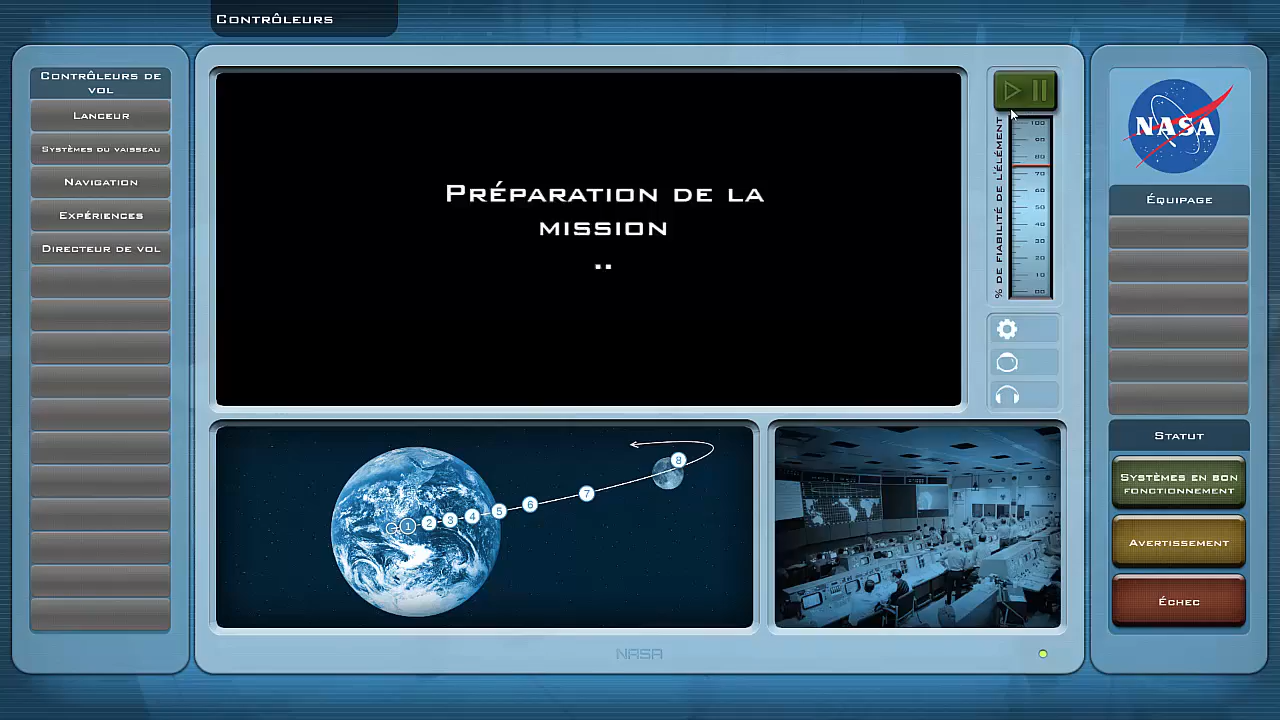 Contrôleurs
Contrôleurs de
vol
Lanceur
Systèmes du vaisseau
Navigation
Expériences
Directeur de vol
Préparation de la
mission
..
% de fiabilité de l'élément
100
90
80
70
60
50
40
30
20
10
00
NASA
Équipage
Statut
Systèmes en bon
fonctionnement
Avertissement
Échec
1
2
3
4
5
6
7
8
NASA